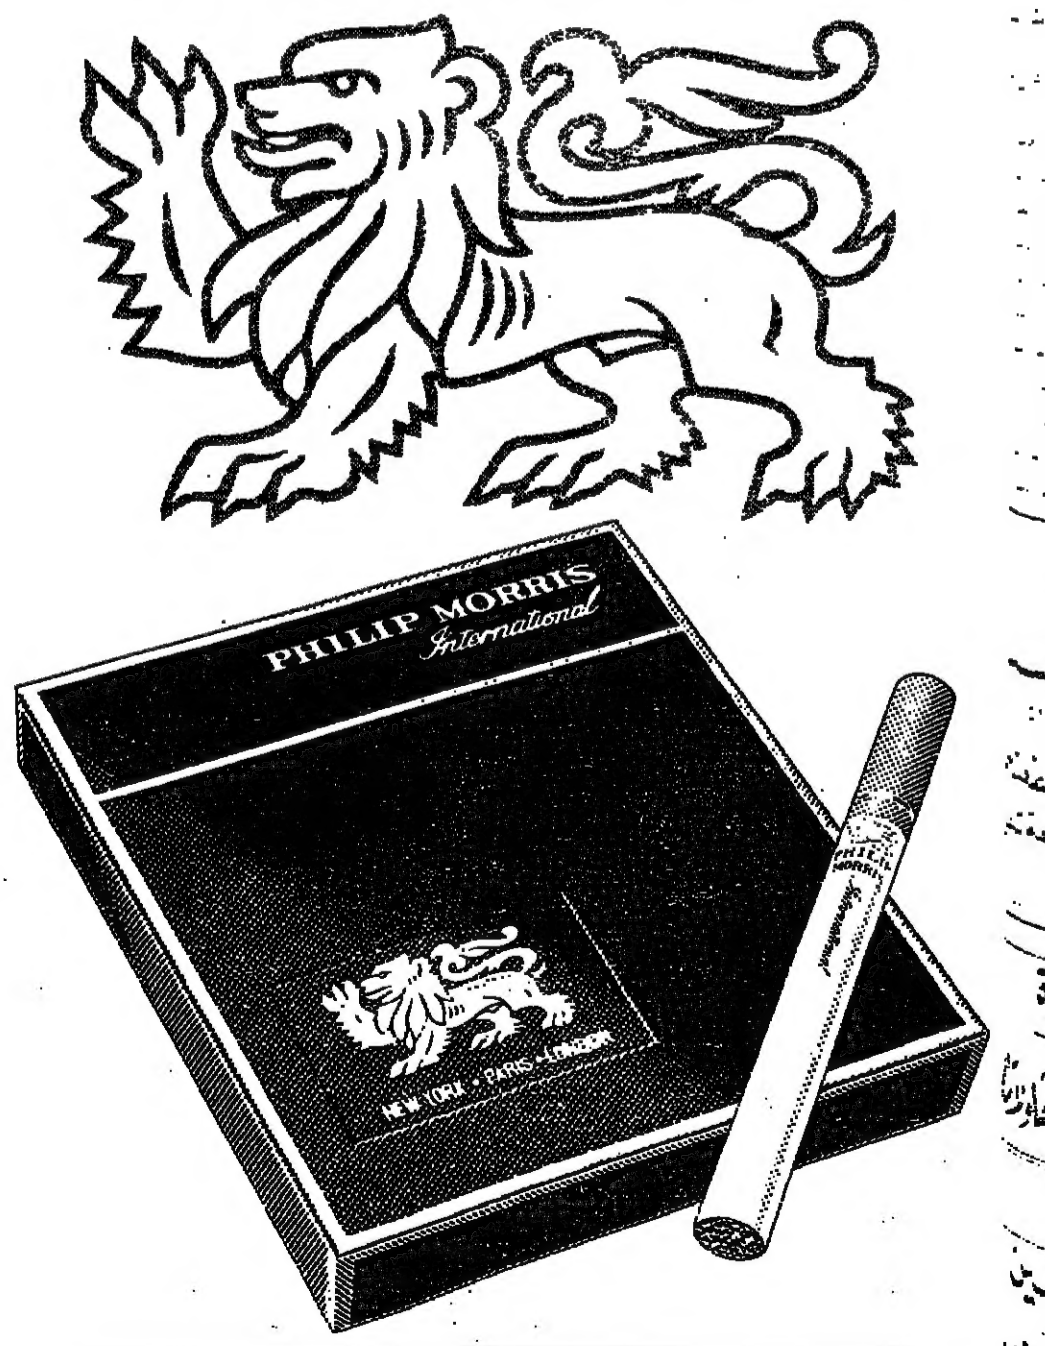 PHILIP MORRIS
International
NEW YORK • PARIS • LONDON
PHILIP
MORRIS
International